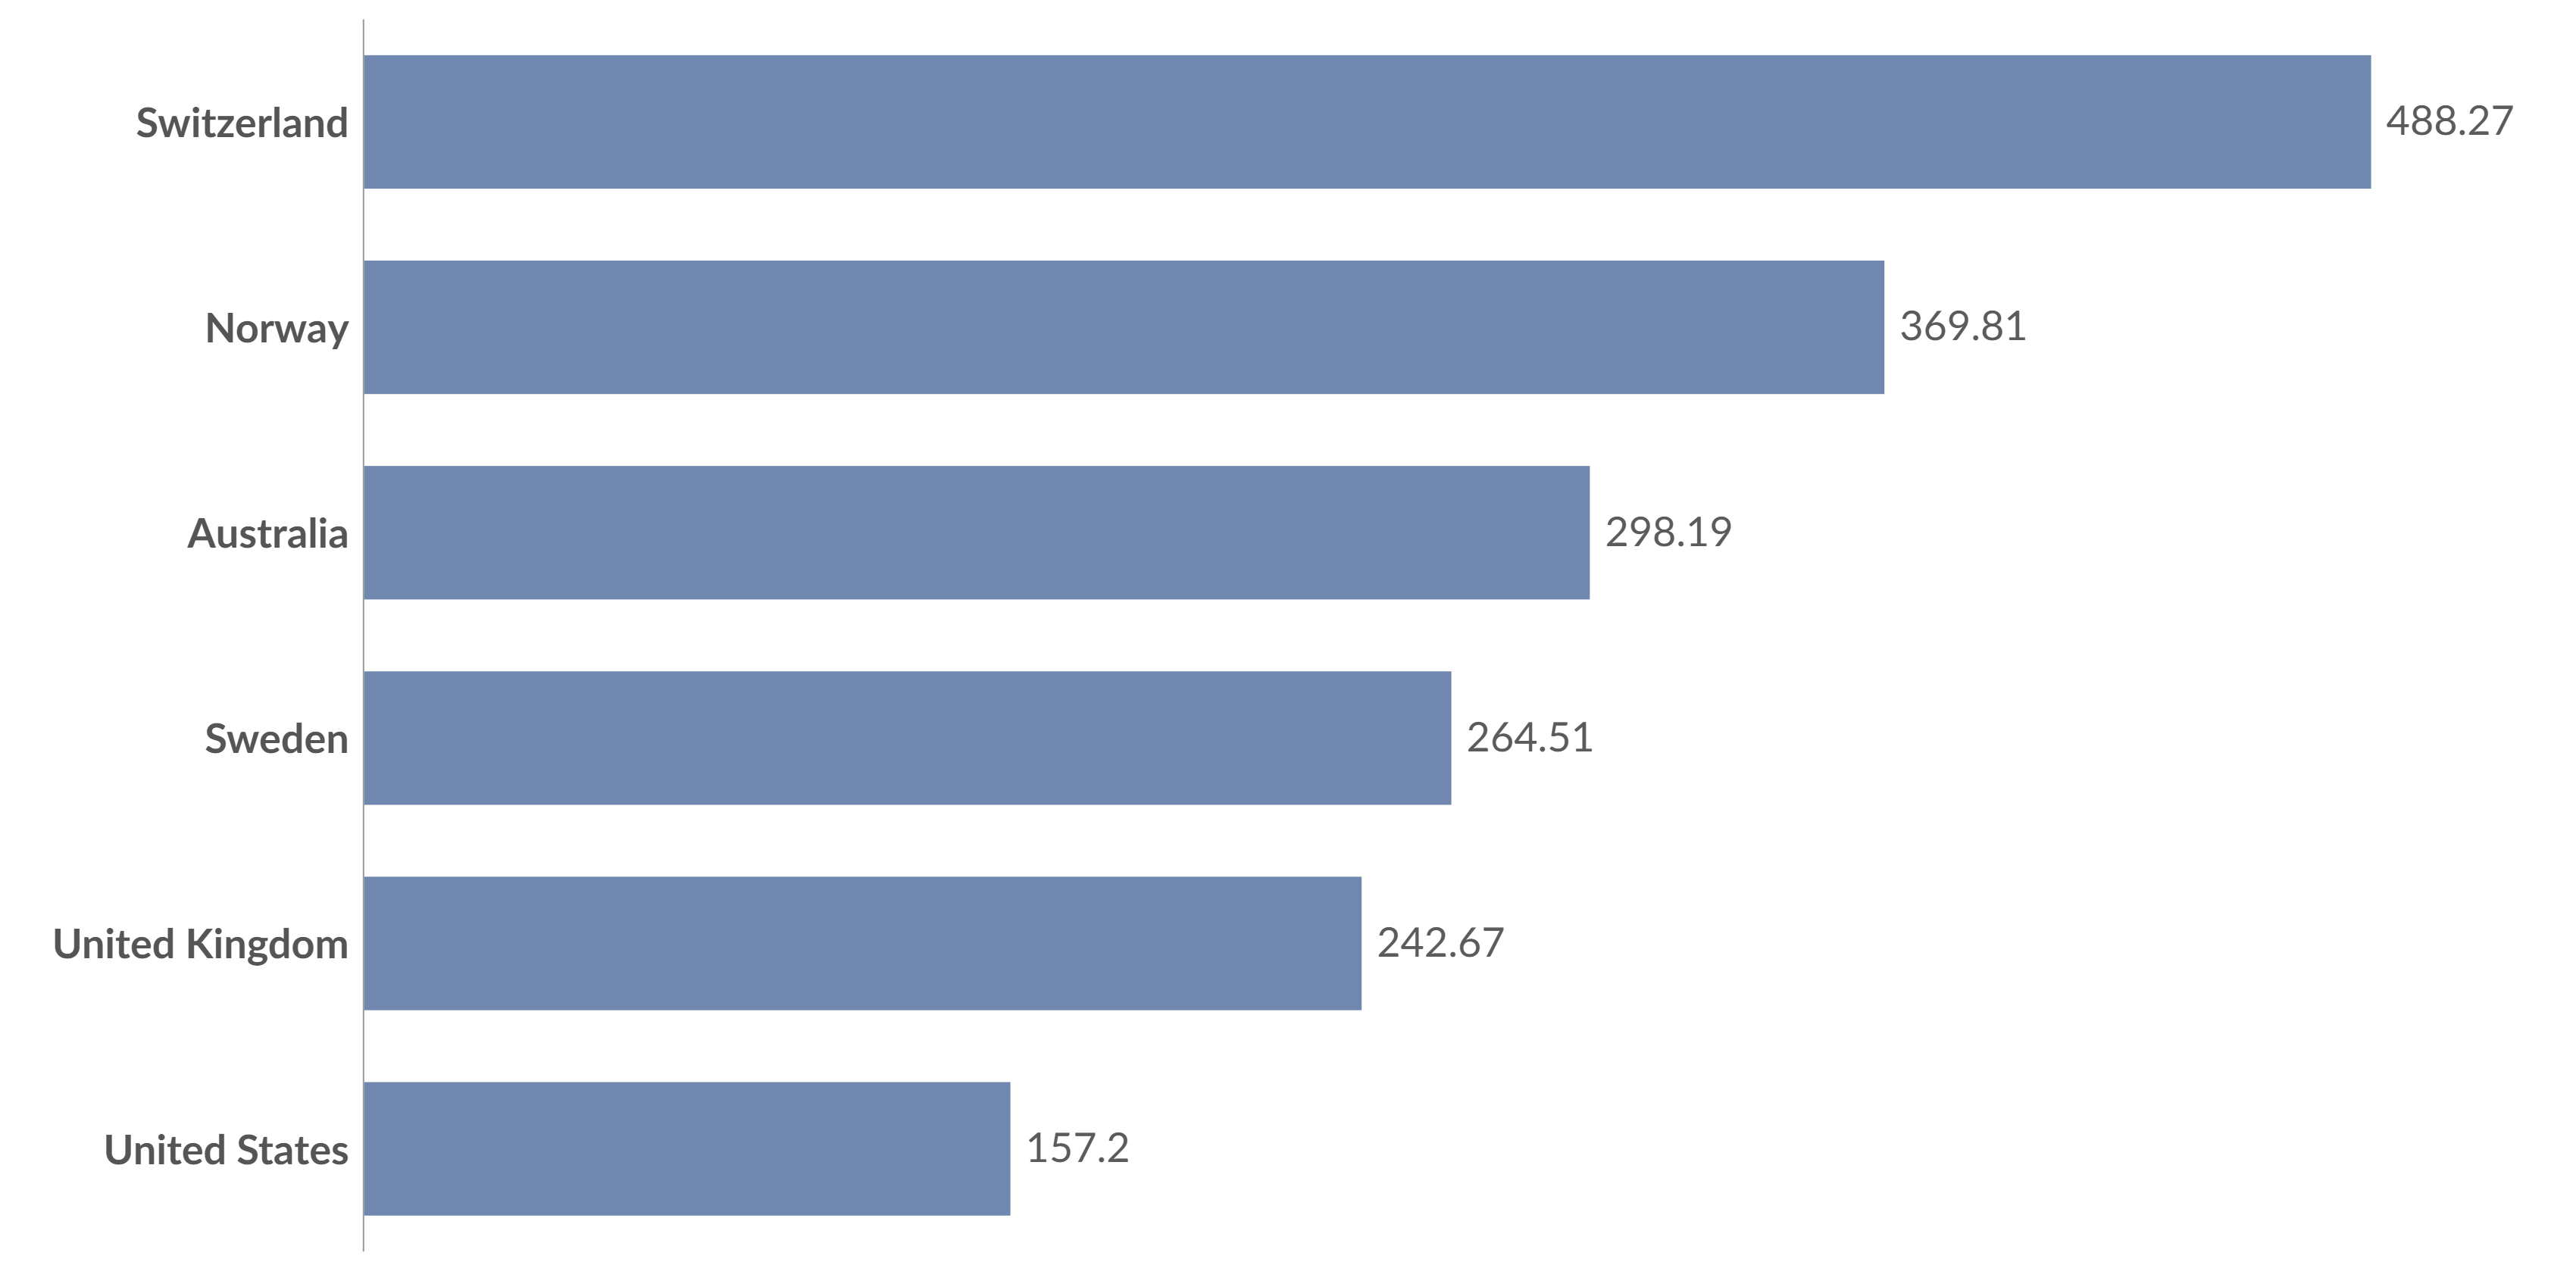 Switzerland 488.27
Norway 369.81
Australia 298.19
Sweden 264.51
United Kingdom 242.67
United States 157.2